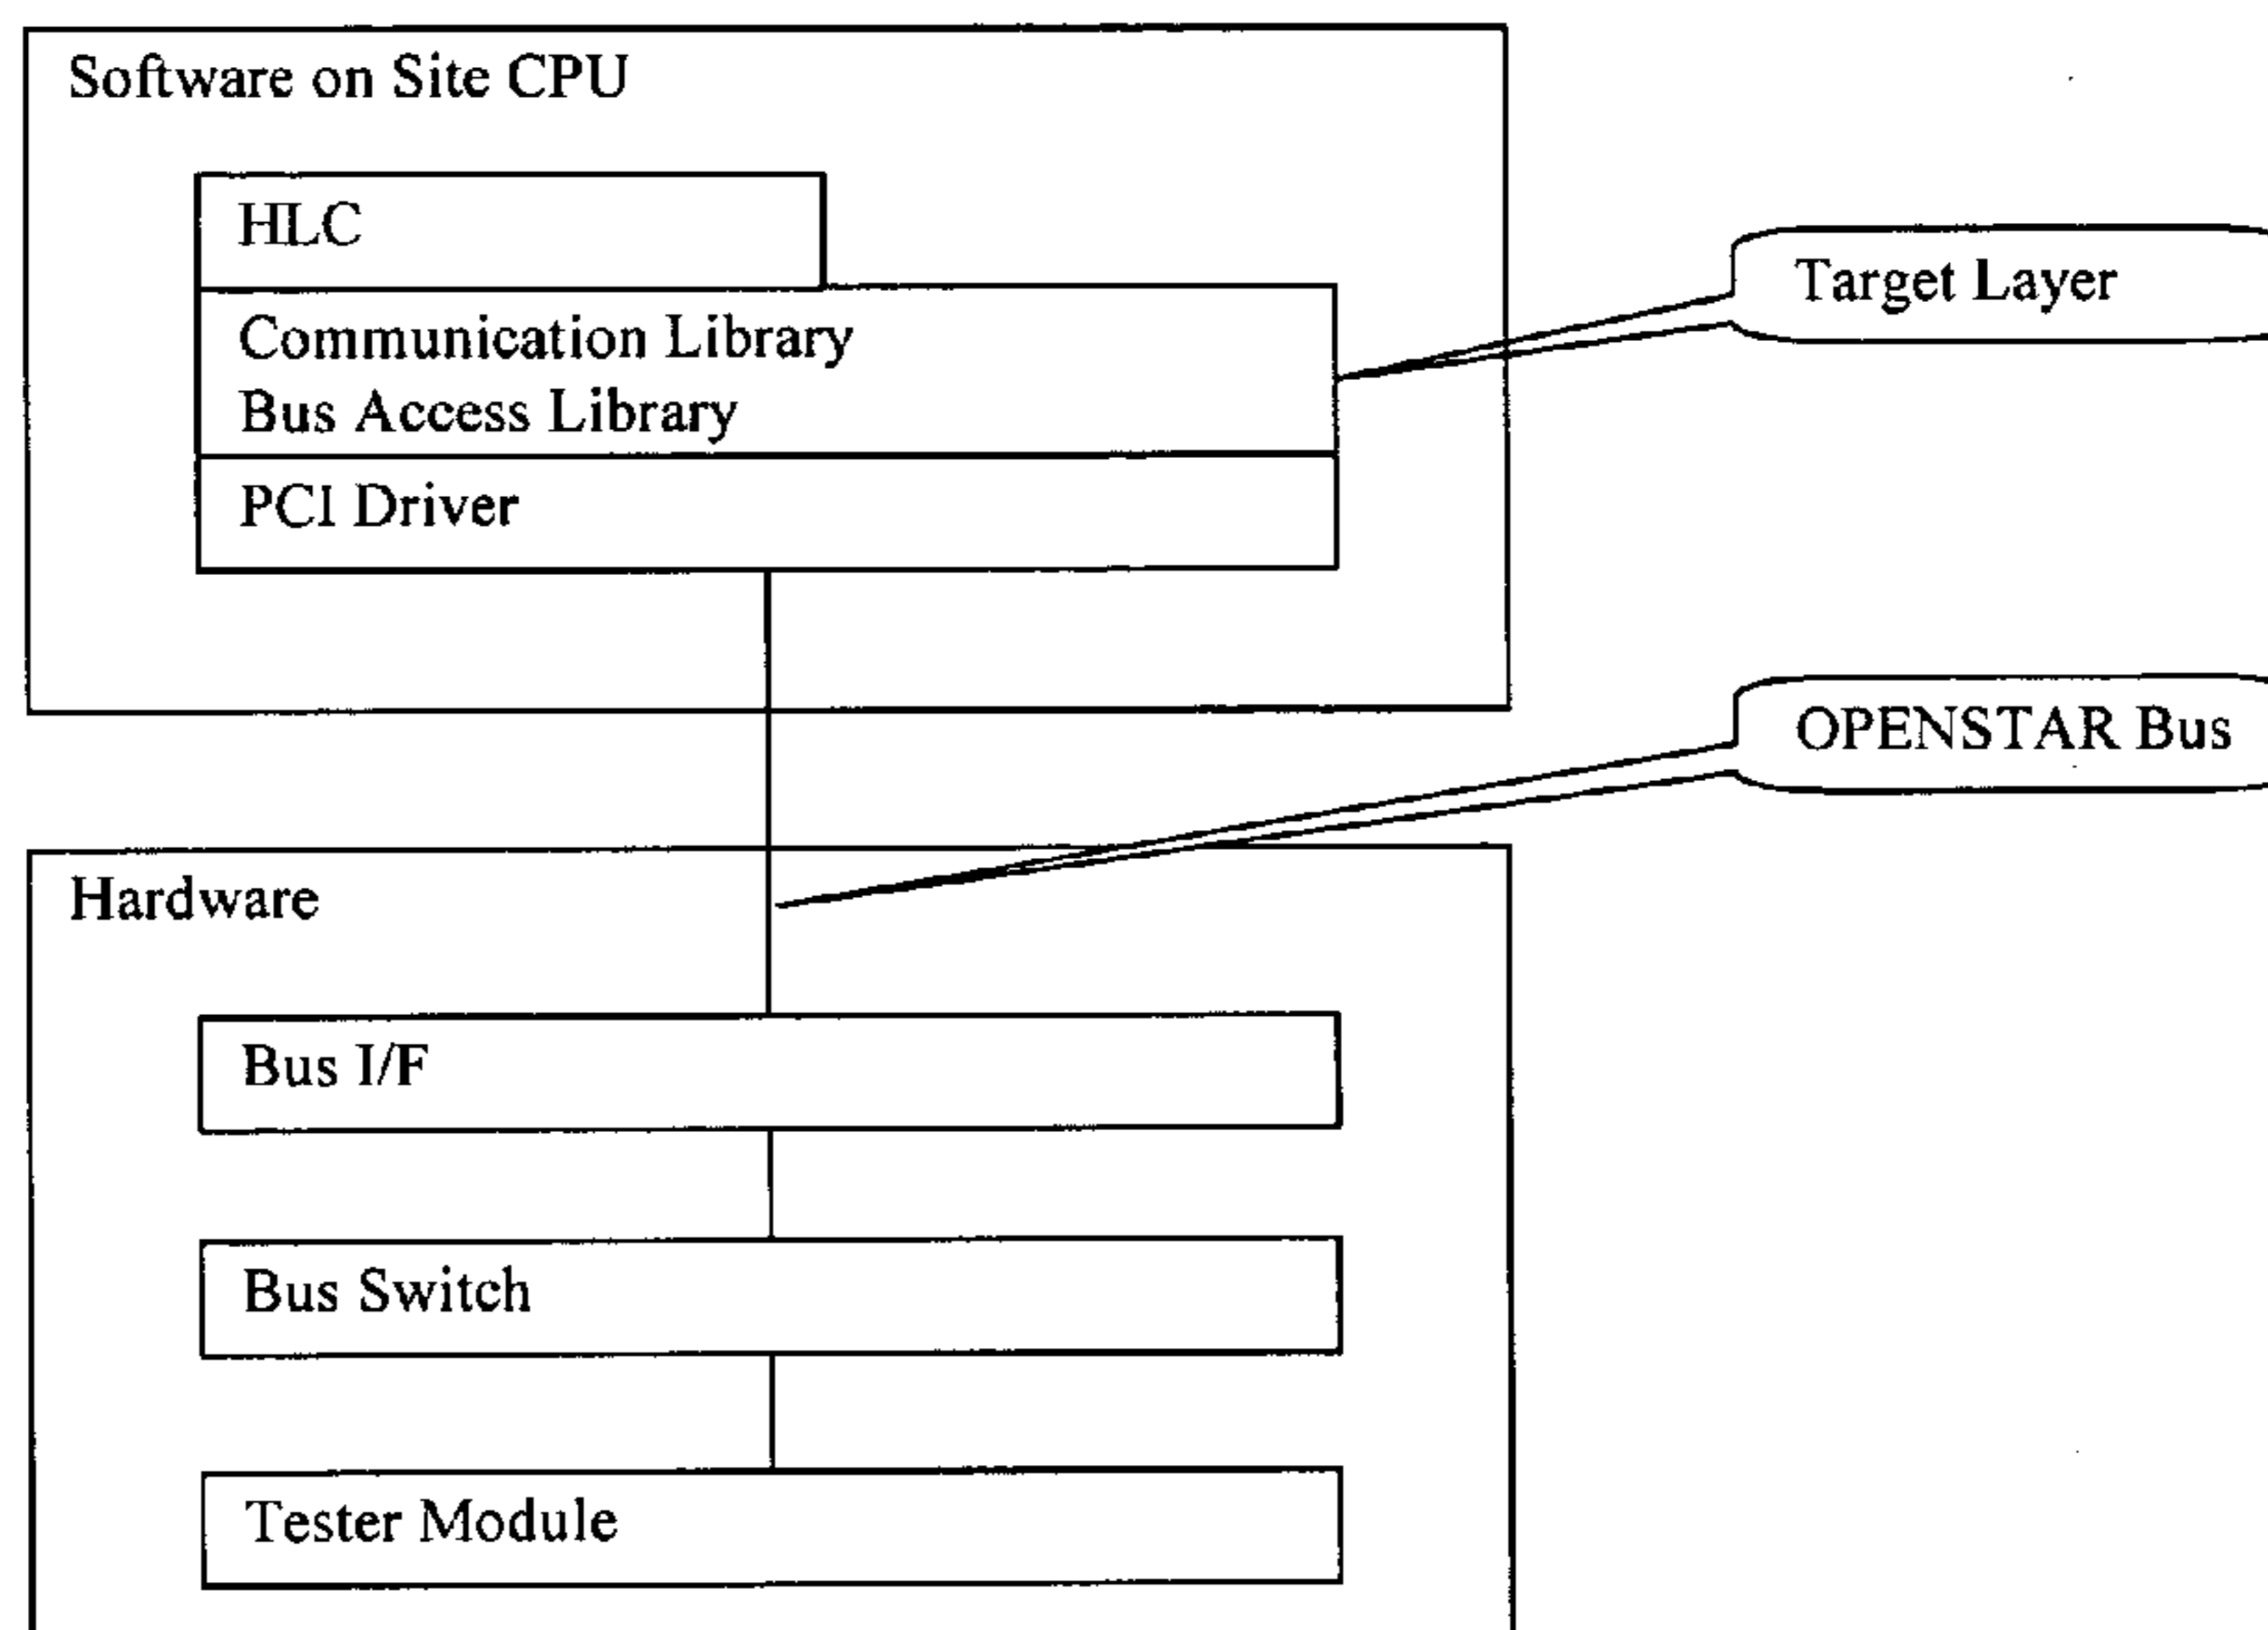 Software on Site CPU
HLC
Communication Library
Bus Access Library
PCI Driver
Target Layer
OPENSTAR Bus
Hardware
Bus I/F
Bus Switch
Tester Module